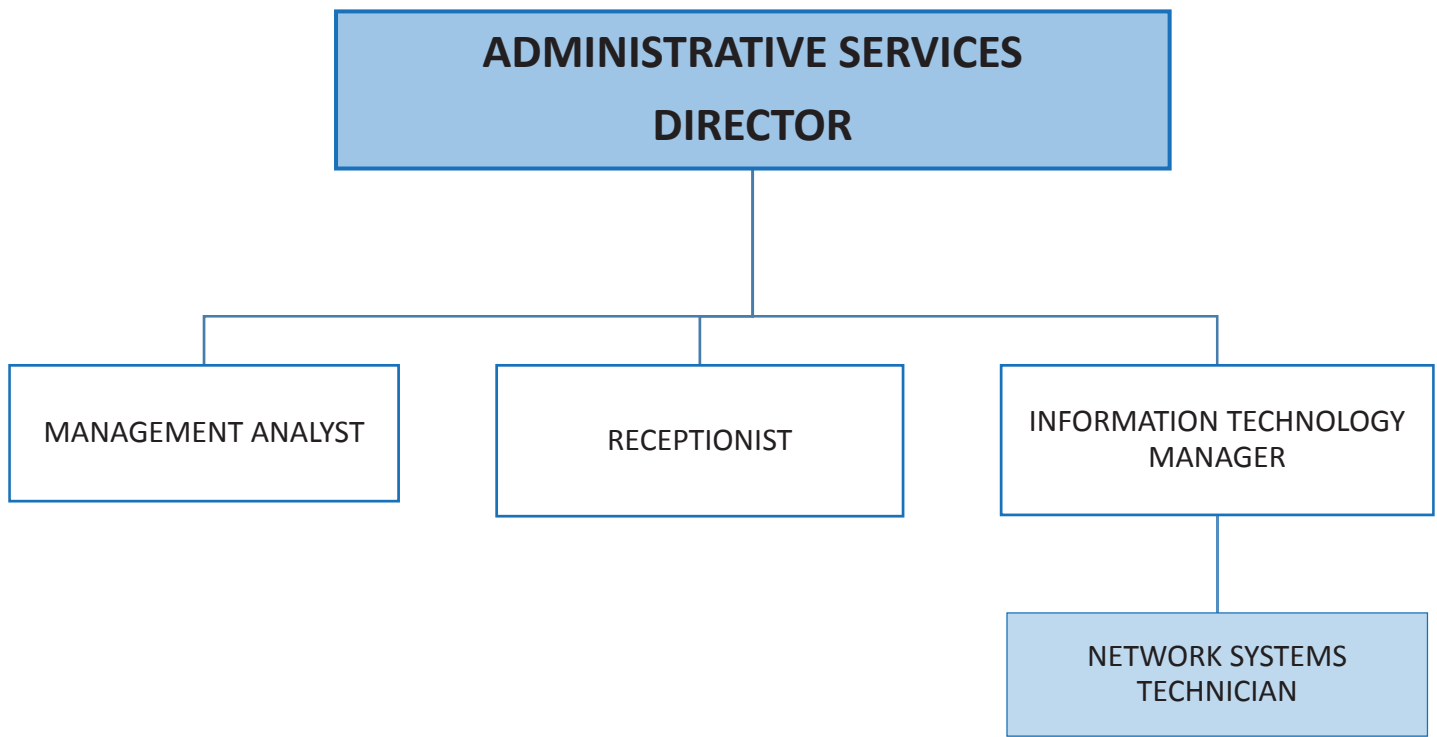 ADMINISTRATIVE SERVICES
DIRECTOR
MANAGEMENT ANALYST
RECEPTIONIST
INFORMATION TECHNOLOGY
MANAGER
NETWORK SYSTEMS
TECHNICIAN